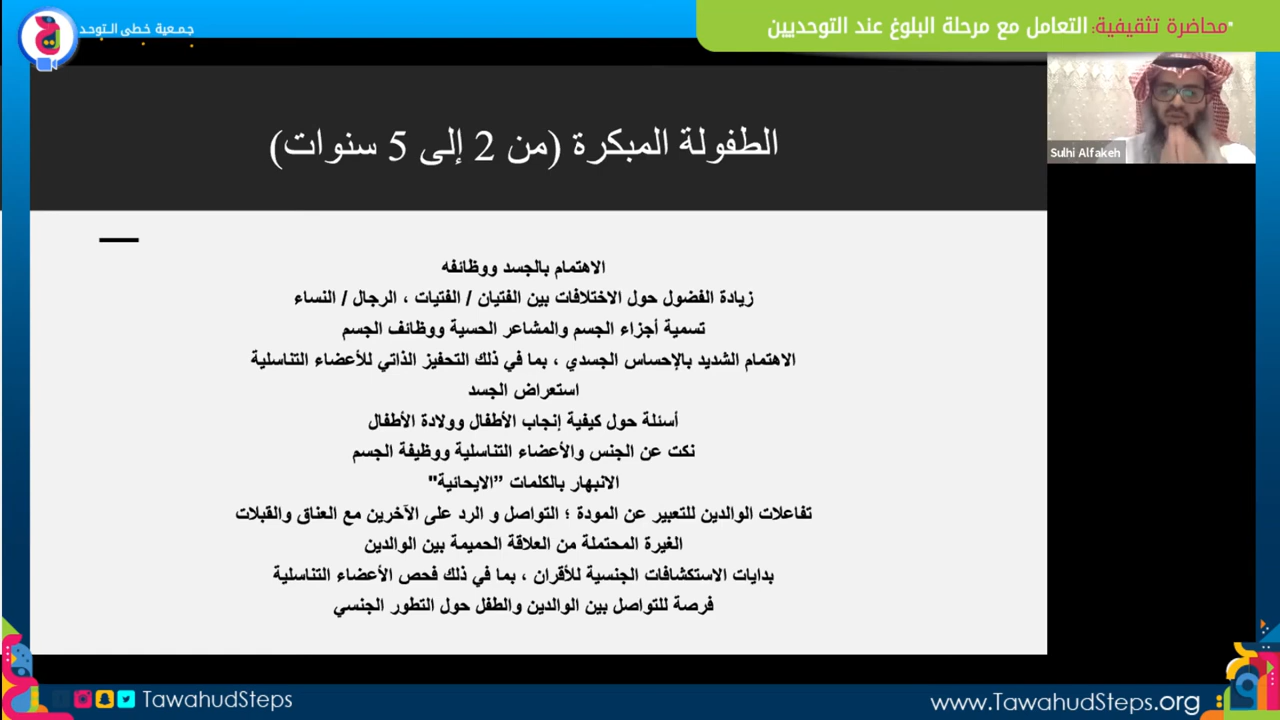 جمعية خطى التوحد
•محاضرة تثقيفية: التعامل مع مرحلة البلوغ عند التوحديين
Sulhi Alfakeh
الطفولة المبكرة (من 2 إلى 5 سنوات)
الاهتمام بالجسد ووظائفه
زيادة الفضول حول الاختلافات بين الفتيان / الفتيات ، الرجال / النساء
تسمية أجزاء الجسم والمشاعر الحسية ووظائف الجسم
الاهتمام الشديد بالإحساس الجسدي ، بما في ذلك التحفيز الذاتي للأعضاء التناسلية
استعراض الجسد
أسئلة حول كيفية إنجاب الأطفال وولادة الأطفال
نكت عن الجنس والأعضاء التناسلية ووظيفة الجسم
الانبهار بالكلمات ”الايحائية"
تفاعلات الوالدين للتعبير عن المودة ؛ التواصل و الرد على الآخرين مع العناق والقبلات
الغيرة المحتملة من العلاقة الحميمة بين الوالدين
بدايات الاستكشافات الجنسية للأقران ، بما في ذلك فحص الأعضاء التناسلية
فرصة للتواصل بين الوالدين والطفل حول التطور الجنسي
TawahudSteps
www.TawahudSteps.org